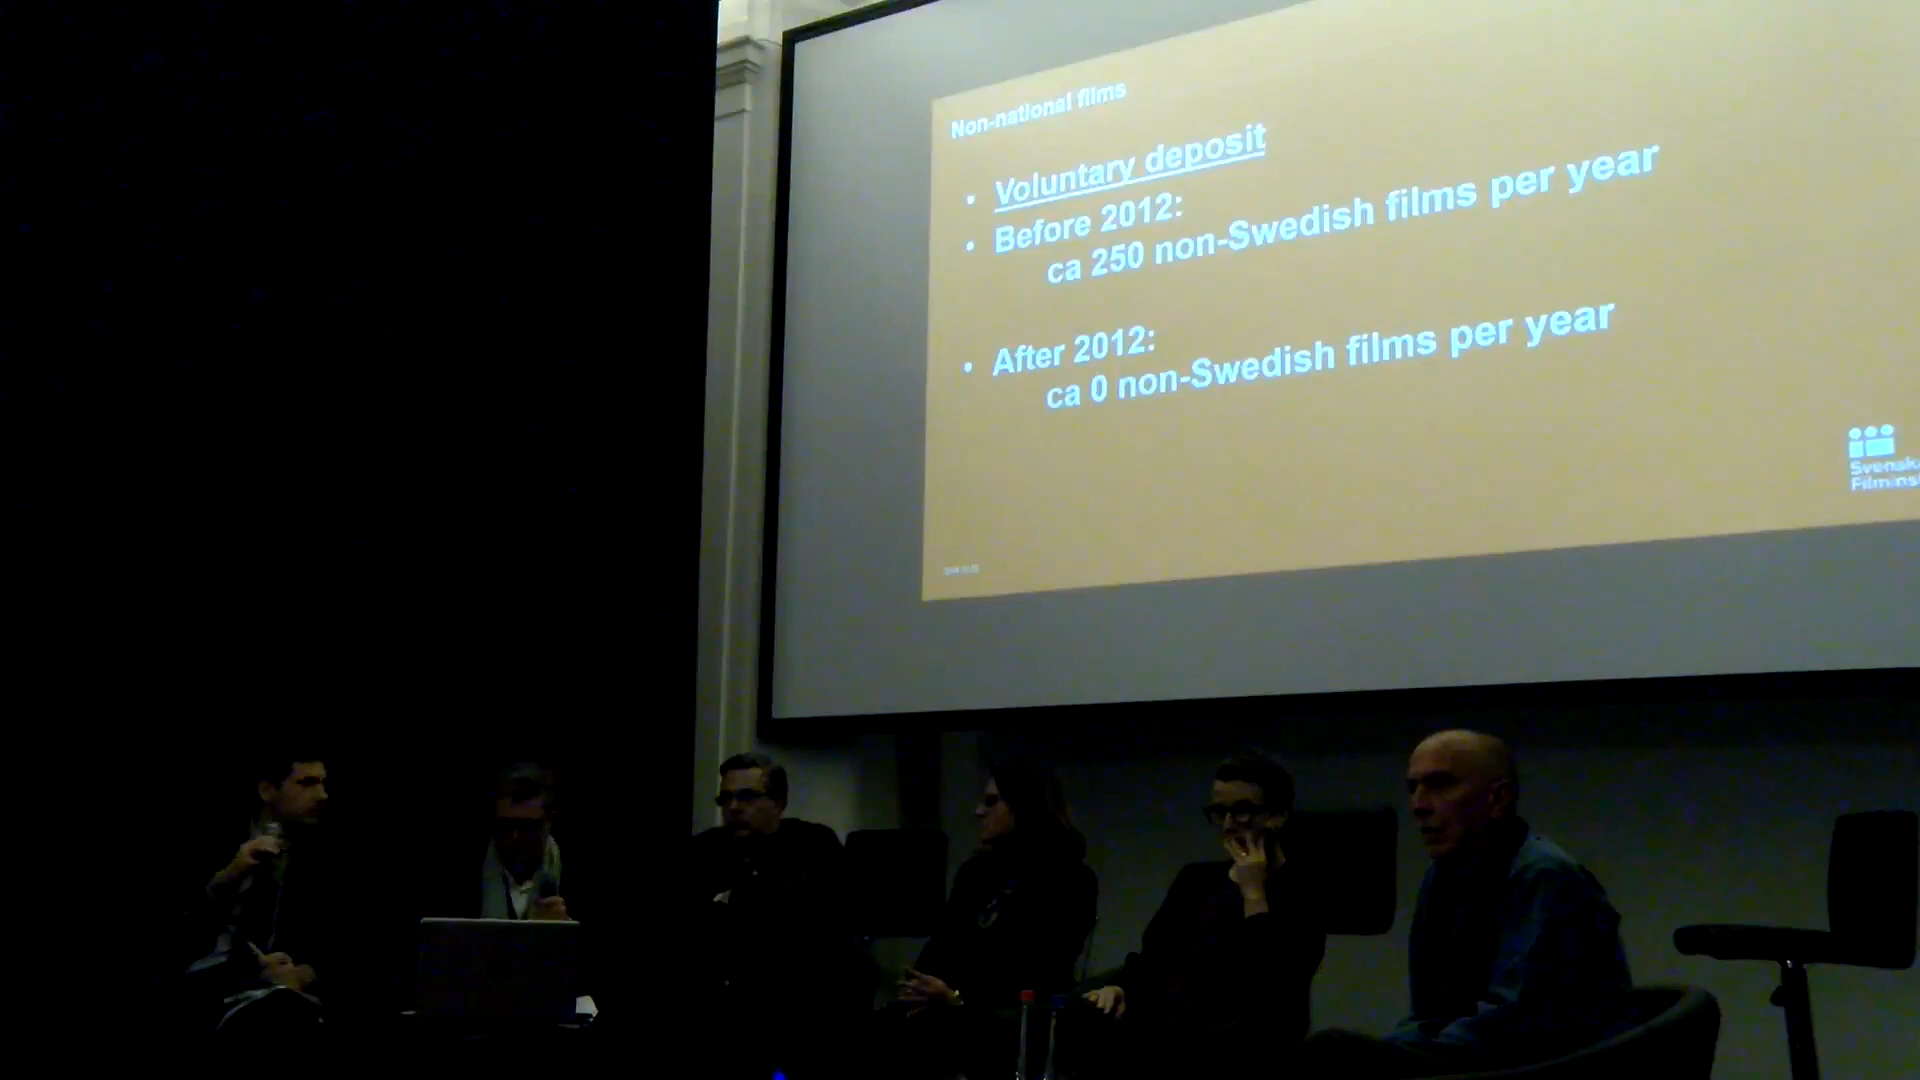 Non-national films
• Voluntary deposit
• Before 2012:
ca 250 non-Swedish films per year
• After 2012:
ca 0 non-Swedish films per year